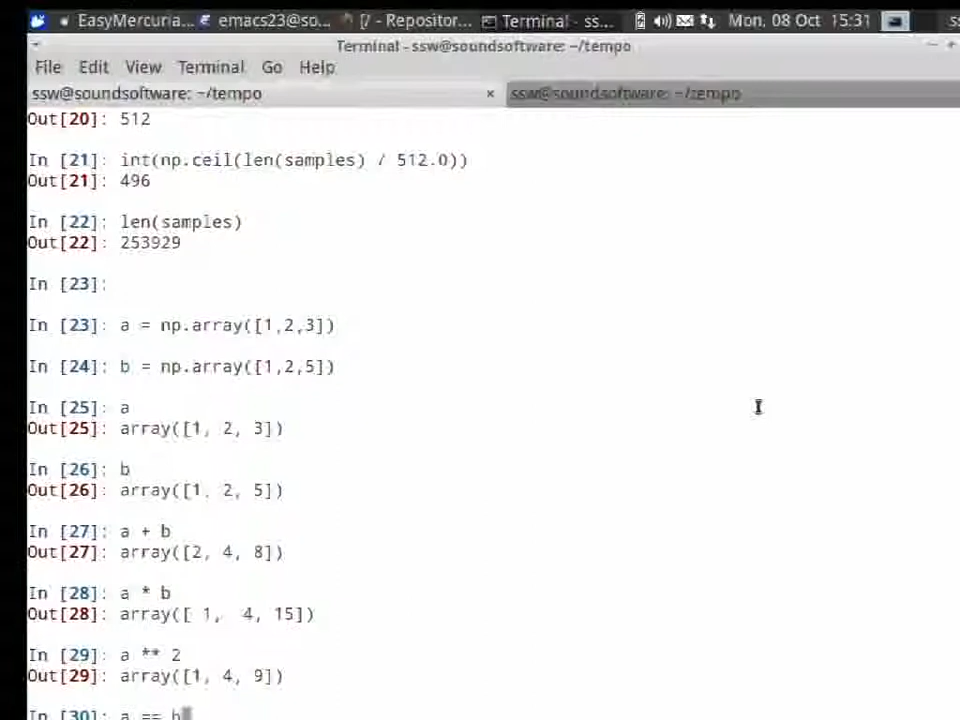 EasyMercuria... emacs23@so... [/ - Repositor... Terminal - ss... Mon, 08 Oct 15:31
Terminal - ssw@soundsoftware: ~/tempo
File Edit View Terminal Go Help
ssw@soundsoftware: ~/tempo × ssw@soundsoftware: ~/tempo
Out[20]: 512
In [21]: int(np.ceil(len(samples) / 512.0))
Out[21]: 496
In [22]: len(samples)
Out[22]: 253929
In [23]:
In [23]: a = np.array([1,2,3])
In [24]: b = np.array([1,2,5])
In [25]: a
Out[25]: array([1, 2, 3])
In [26]: b
Out[26]: array([1, 2, 5])
In [27]: a + b
Out[27]: array([2, 4, 8])
In [28]: a * b
Out[28]: array([ 1,  4, 15])
In [29]: a ** 2
Out[29]: array([1, 4, 9])
In [30]: a == b